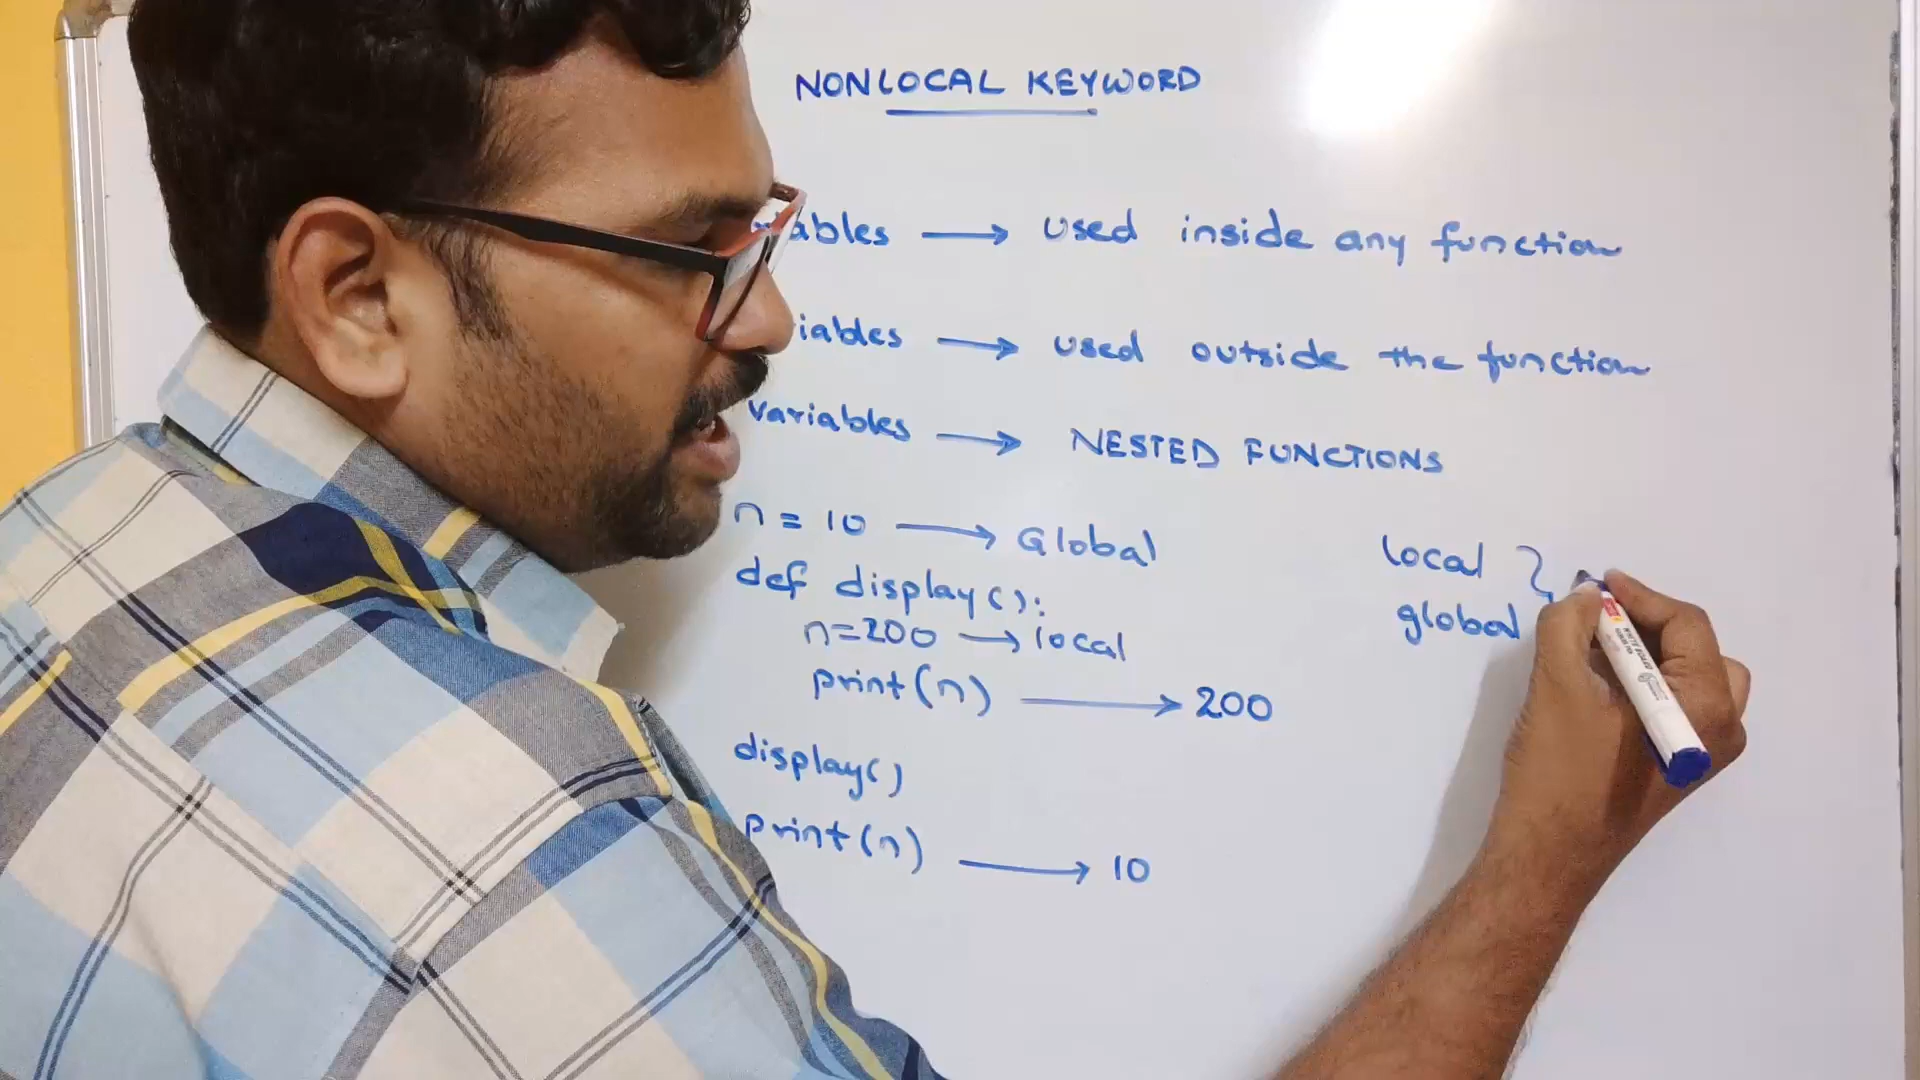 NONLOCAL KEYWORD
ables → used inside any function
iables → used outside the function
variables → NESTED FUNCTIONS
n = 10 → Global
def display():
n=200 → local
print(n) → 200
display()
print(n) → 10
local }
global